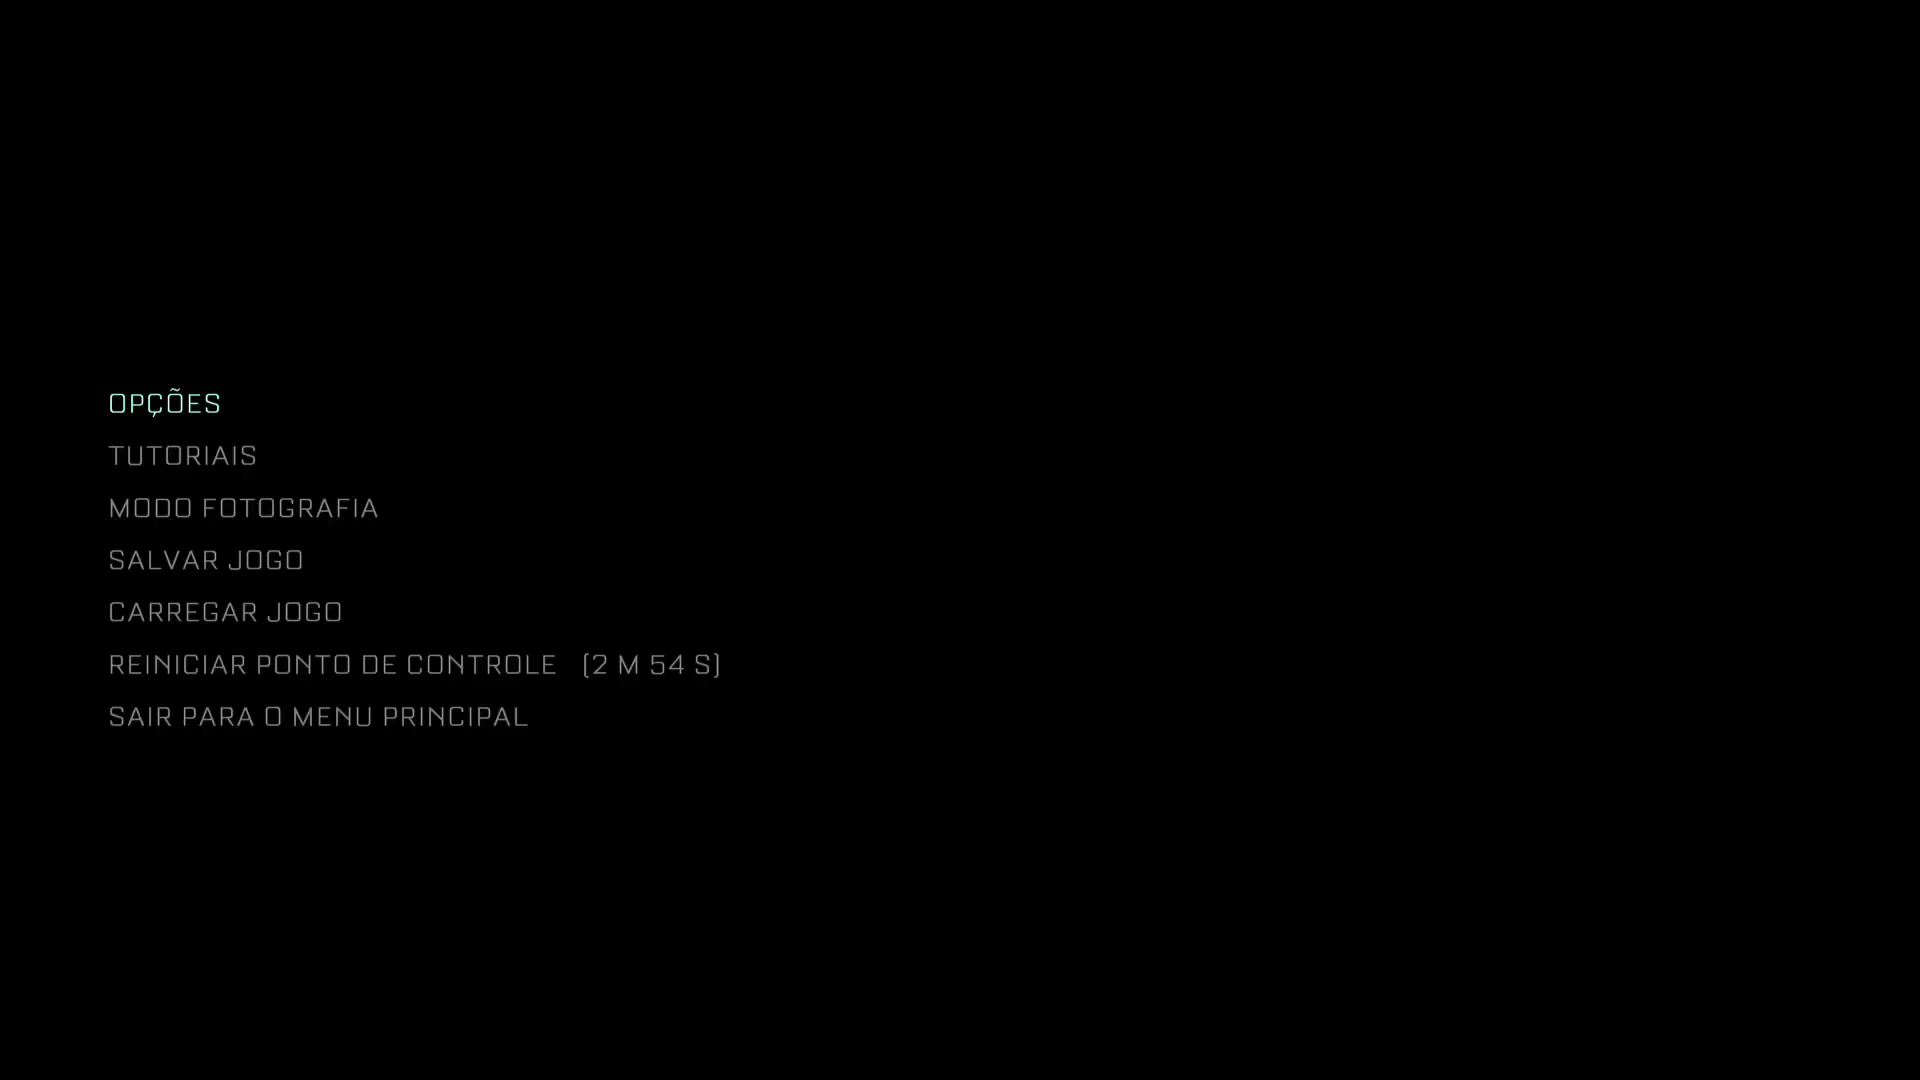 OPÇÕES
TUTORIAIS
MODO FOTOGRAFIA
SALVAR JOGO
CARREGAR JOGO
REINICIAR PONTO DE CONTROLE (2 M 54 S)
SAIR PARA O MENU PRINCIPAL